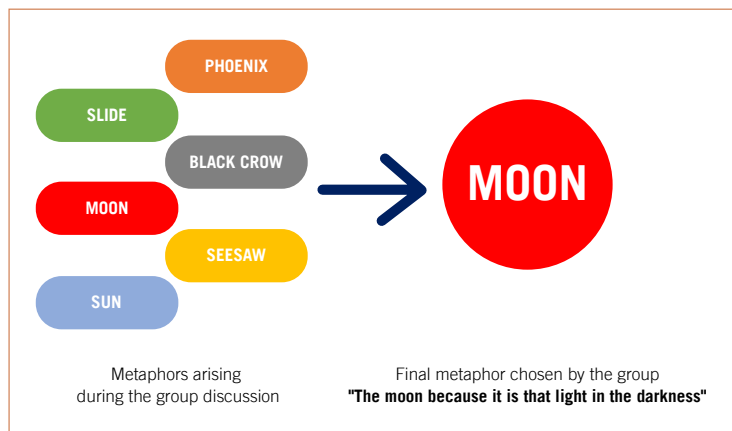 PHOENIX
SLIDE
BLACK CROW
MOON
SEESAW
SUN
MOON
Metaphors arising
during the group discussion
Final metaphor chosen by the group
"The moon because it is that light in the darkness"